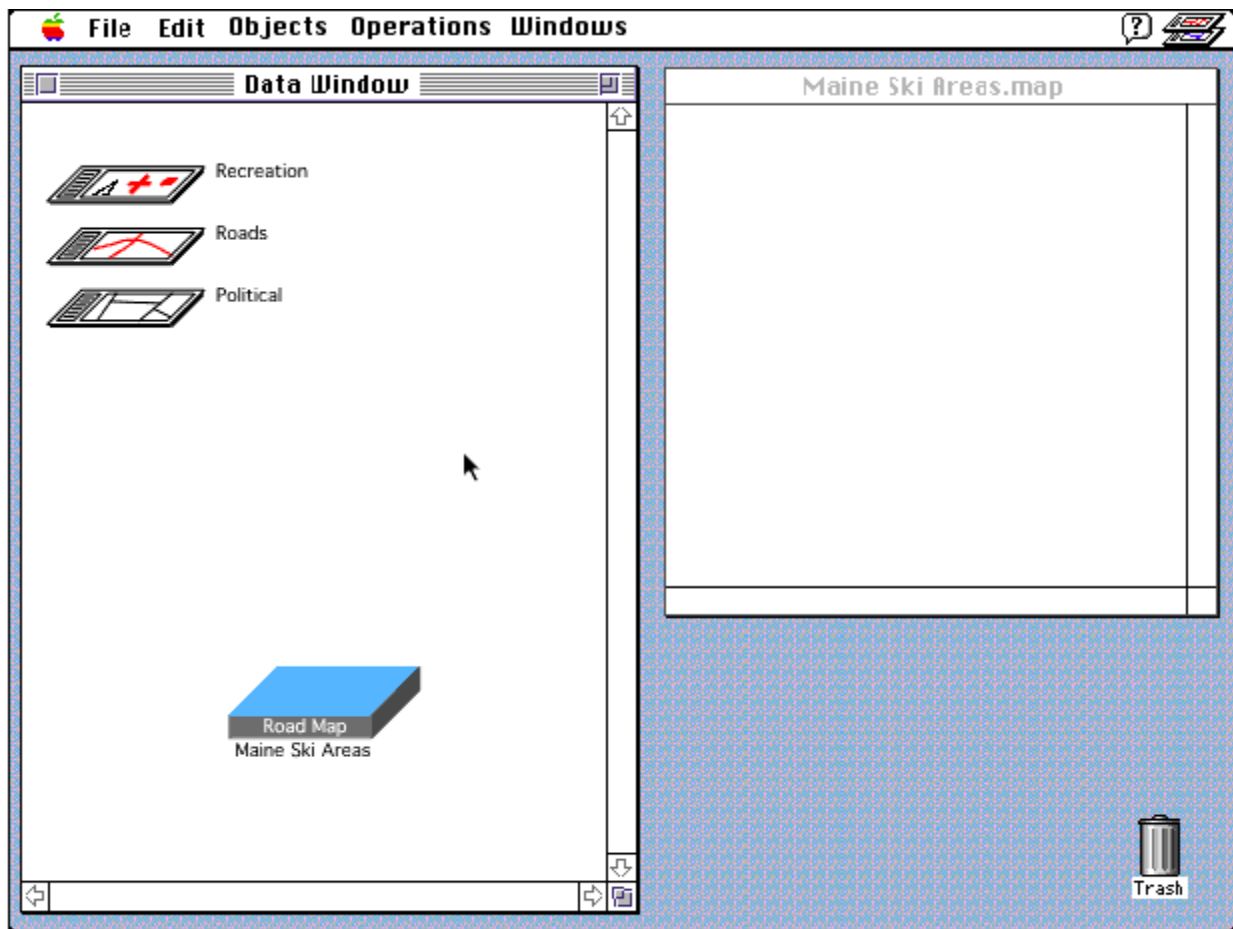 File Edit Objects Operations Windows
Data Window
Maine Ski Areas.map
Recreation
Roads
Political
Road Map
Maine Ski Areas
Trash